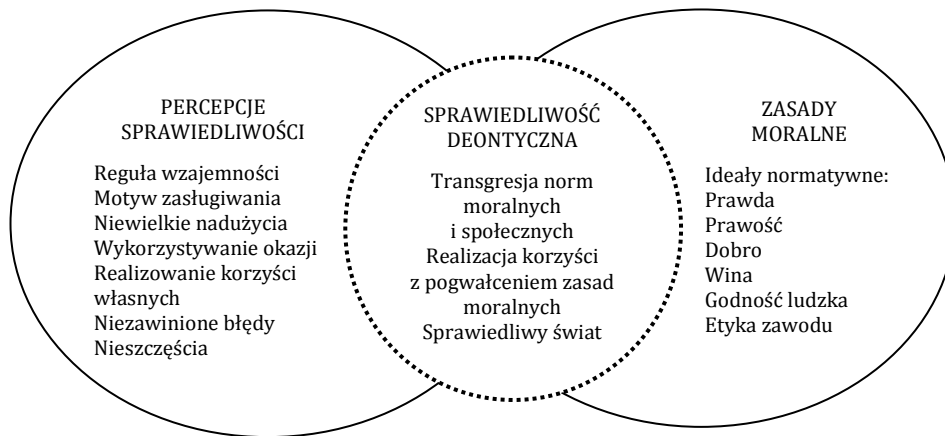 PERCEPCJE
SPRAWIEDLIWOŚCI
Reguła wzajemności
Motyw zasługiwania
Niewielkie nadużycia
Wykorzystywanie okazji
Realizowanie korzyści
własnych
Niezawinione błędy
Nieszczęścia
SPRAWIEDLIWOŚĆ
DEONTYCZNA
Transgresja norm
moralnych
i społecznych
Realizacja korzyści
z pogwałceniem zasad
moralnych
Sprawiedliwy świat
ZASADY
MORALNE
Ideały normatywne:
Prawda
Prawość
Dobro
Wina
Godność ludzka
Etyka zawodu